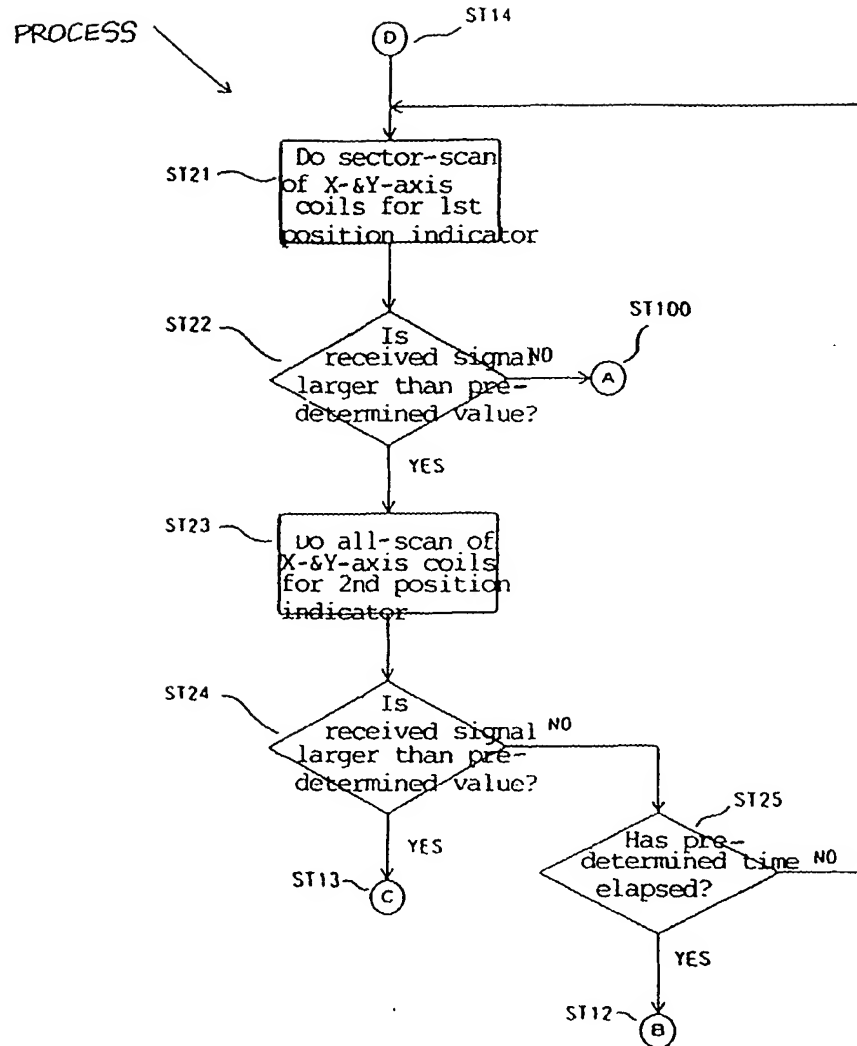 PROCESS
ST14
D
ST21
Do sector-scan
of X-&Y-axis
coils for 1st
position indicator
ST22
Is
received signal
larger than pre-
determined value?
NO
ST100
A
YES
ST23
Do all-scan of
X-&Y-axis coils
for 2nd position
indicator
ST24
Is
received signal
larger than pre-
determined value?
NO
YES
ST13
C
ST25
Has pre-
determined time
elapsed?
NO
YES
ST12
B